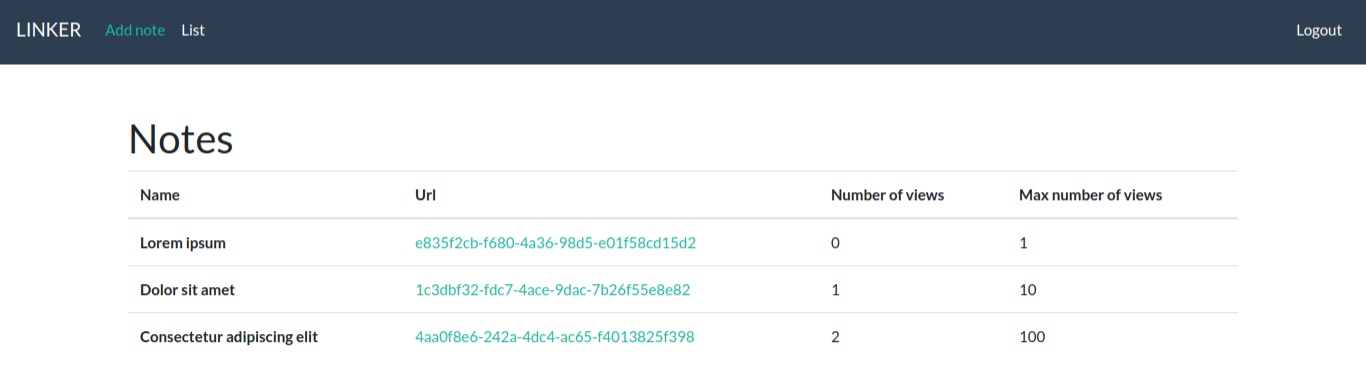 LINKER Add note List Logout
Notes
Name Url Number of views Max number of views
Lorem ipsum e835f2cb-f680-4a36-98d5-e01f58cd15d2 0 1
Dolor sit amet 1c3dbf32-fdc7-4ace-9dac-7b26f55e8e82 1 10
Consectetur adipiscing elit 4aa0f8e6-242a-4dc4-ac65-f4013825f398 2 100